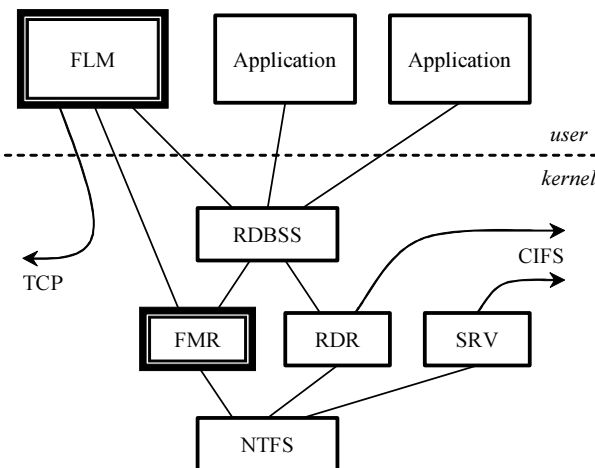 FLM
Application
Application
user
kernel
RDBSS
TCP
CIFS
FMR
RDR
SRV
NTFS